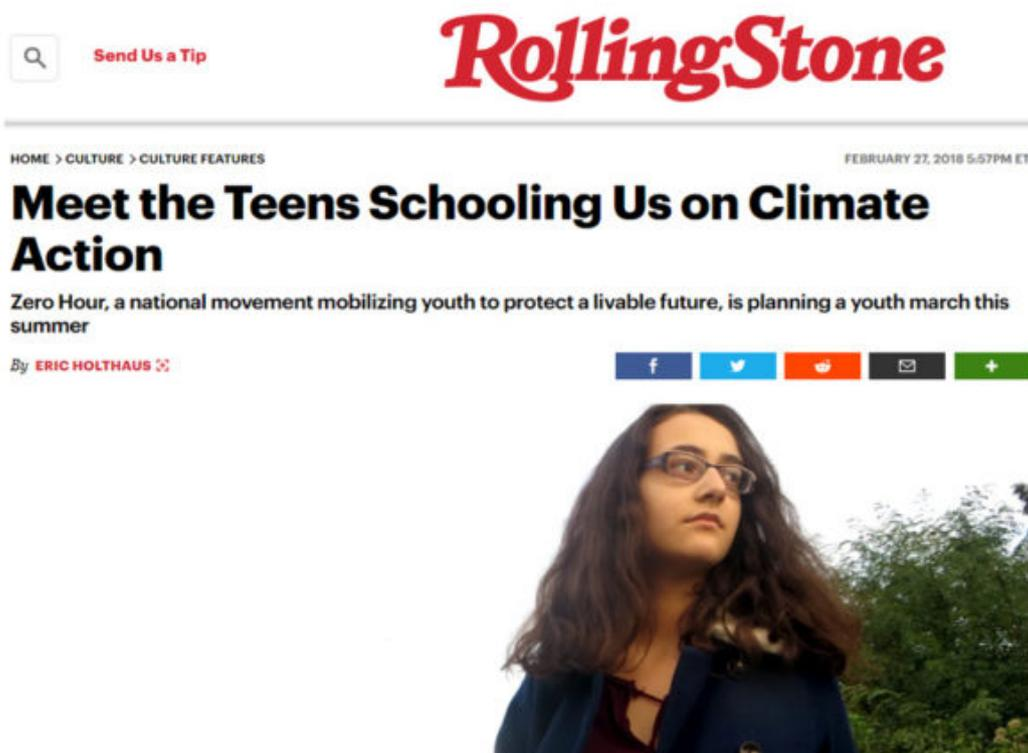 Send Us a Tip
RollingStone
HOME > CULTURE > CULTURE FEATURES
FEBRUARY 27, 2018 5:57PM ET
Meet the Teens Schooling Us on Climate
Action
Zero Hour, a national movement mobilizing youth to protect a livable future, is planning a youth march this
summer
By ERIC HOLTHAUS